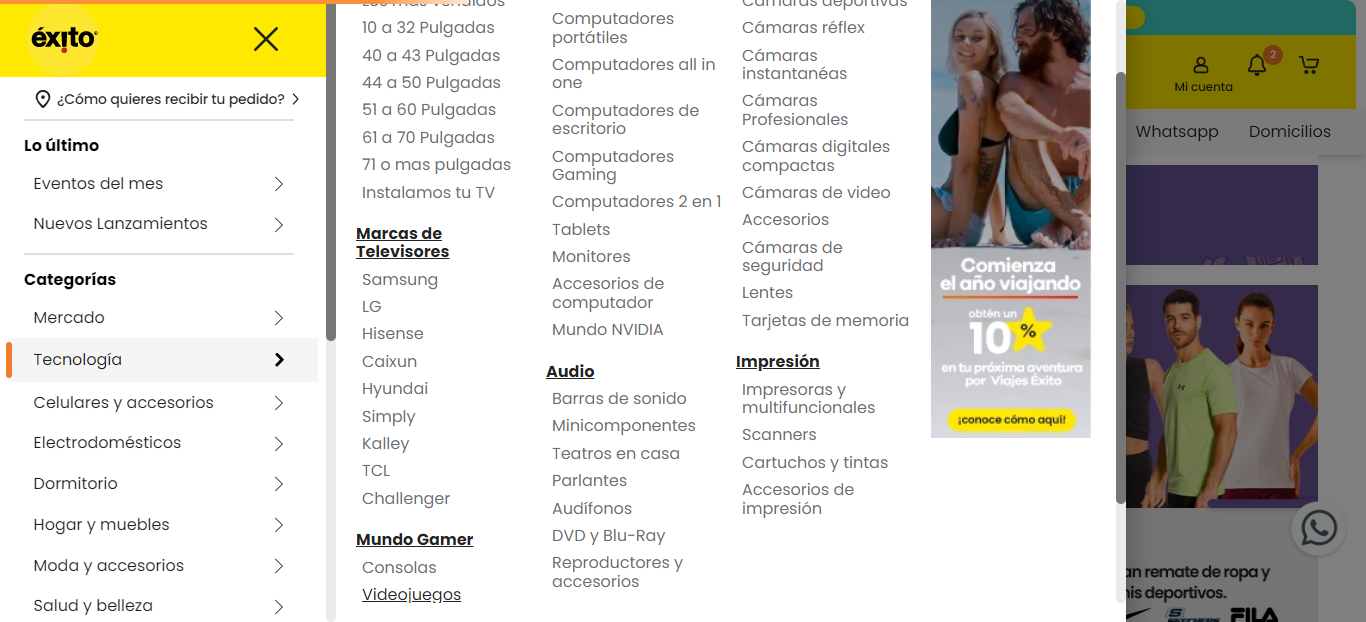 éxito
¿Cómo quieres recibir tu pedido?
Lo último
Eventos del mes
Nuevos Lanzamientos
Categorías
Mercado
Tecnología
Celulares y accesorios
Electrodomésticos
Dormitorio
Hogar y muebles
Moda y accesorios
Salud y belleza
Los más vendidos
10 a 32 Pulgadas
40 a 43 Pulgadas
44 a 50 Pulgadas
51 a 60 Pulgadas
61 a 70 Pulgadas
71 o mas pulgadas
Instalamos tu TV
Marcas de
Televisores
Samsung
LG
Hisense
Caixun
Hyundai
Simply
Kalley
TCL
Challenger
Mundo Gamer
Consolas
Videojuegos
Computadores
portátiles
Computadores all in
one
Computadores de
escritorio
Computadores
Gaming
Computadores 2 en 1
Tablets
Monitores
Accesorios de
computador
Mundo NVIDIA
Audio
Barras de sonido
Minicomponentes
Teatros en casa
Parlantes
Audífonos
DVD y Blu-Ray
Reproductores y
accesorios
Cámaras deportivas
Cámaras réflex
Cámaras
instantanéas
Cámaras
Profesionales
Cámaras digitales
compactas
Cámaras de video
Accesorios
Cámaras de
seguridad
Lentes
Tarjetas de memoria
Impresión
Impresoras y
multifuncionales
Scanners
Cartuchos y tintas
Accesorios de
impresión
Comienza
el año viajando
obtén un
10%
en tu próxima aventura
por Viajes Éxito
¡conoce cómo aquí!
2
Mi cuenta
Whatsapp Domicilios
an remate de ropa y
nis deportivos.
SKECHERS FILA